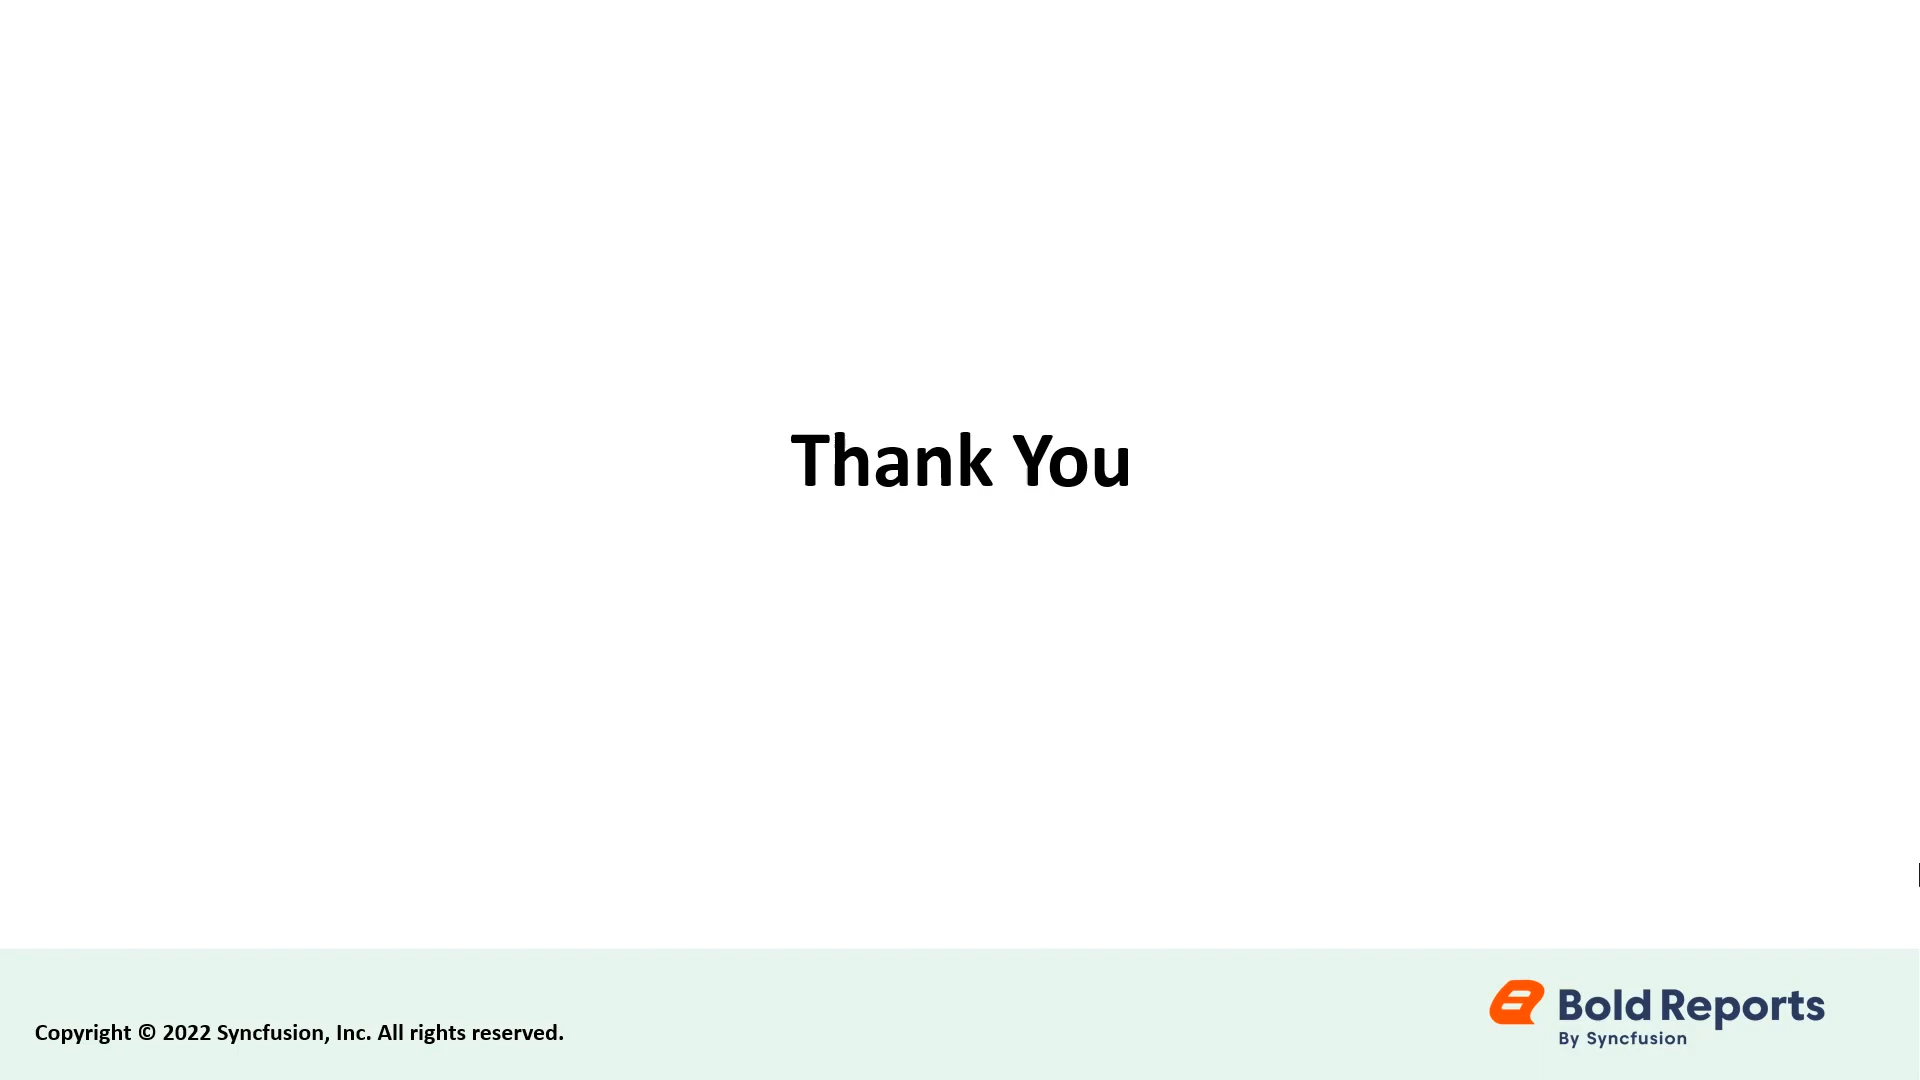 Thank You
Copyright © 2022 Syncfusion, Inc. All rights reserved.
Bold Reports
By Syncfusion